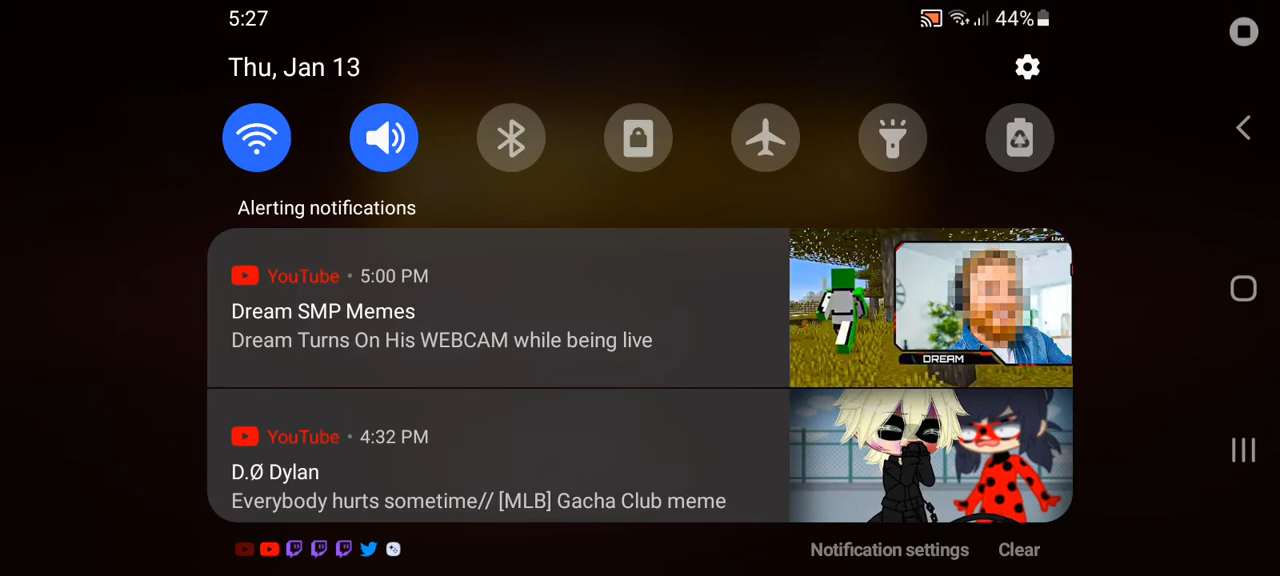 5:27
44%
Thu, Jan 13
Alerting notifications
YouTube • 5:00 PM
Dream SMP Memes
Dream Turns On His WEBCAM while being live
Live
DREAM
YouTube • 4:32 PM
D.Ø Dylan
Everybody hurts sometime// [MLB] Gacha Club meme
Notification settings
Clear